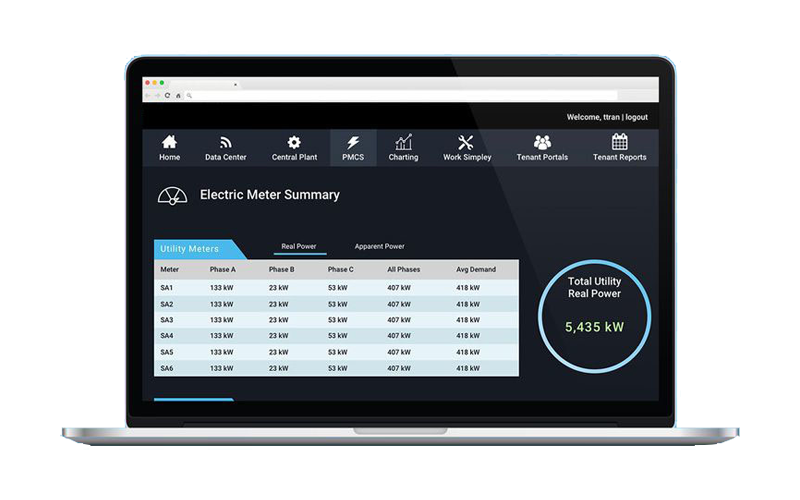 Welcome, ttran | logout
Home Data Center Central Plant PMCS Charting Work Simpley Tenant Portals Tenant Reports
Electric Meter Summary
Utility Meters Real Power Apparent Power
Meter Phase A Phase B Phase C All Phases Avg Demand
SA1 133 kW 23 kW 53 kW 407 kW 418 kW
SA2 133 kW 23 kW 53 kW 407 kW 418 kW
SA3 133 kW 23 kW 53 kW 407 kW 418 kW
SA4 133 kW 23 kW 53 kW 407 kW 418 kW
SA5 133 kW 23 kW 53 kW 407 kW 418 kW
SA6 133 kW 23 kW 53 kW 407 kW 418 kW
Total Utility
Real Power
5,435 kW